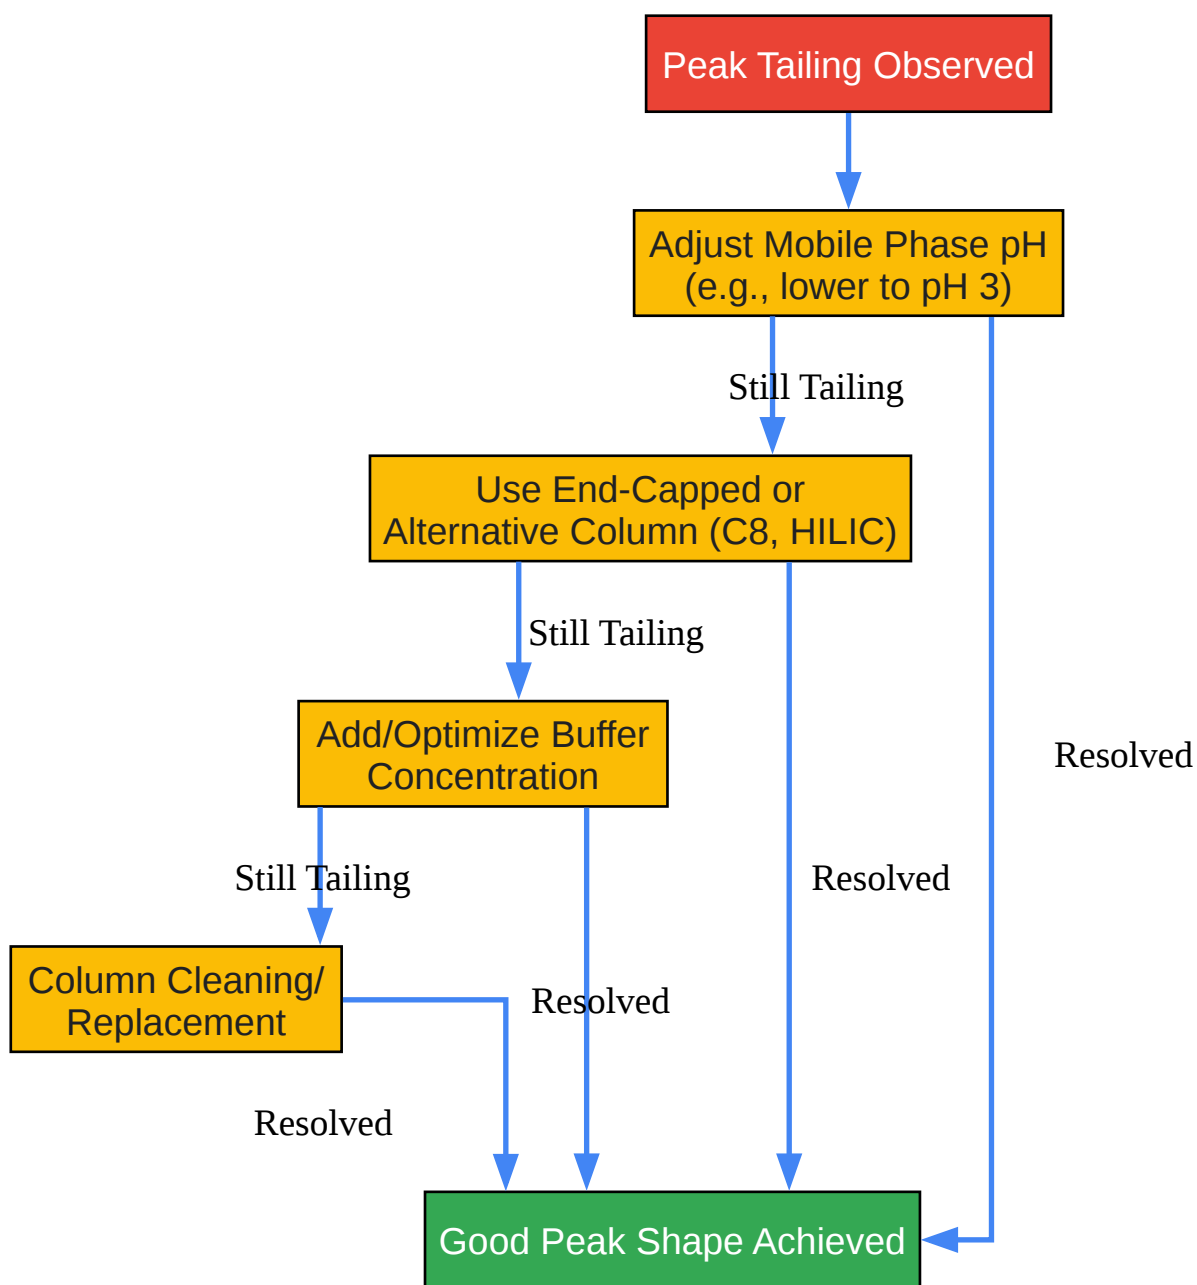 Peak Tailing Observed
Adjust Mobile Phase pH
(e.g., lower to pH 3)
Still Tailing
Use End-Capped or
Alternative Column (C8, HILIC)
Still Tailing
Add/Optimize Buffer
Concentration
Resolved
Still Tailing
Resolved
Column Cleaning/
Replacement
Resolved
Resolved
Good Peak Shape Achieved